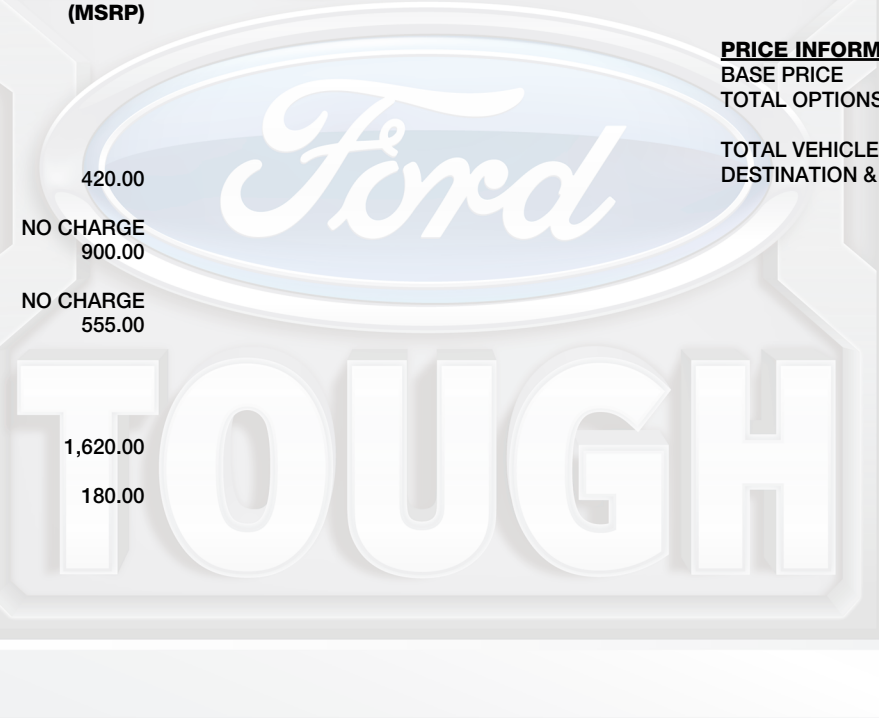 (MSRP)
420.00
NO CHARGE
900.00
NO CHARGE
555.00
1,620.00
180.00
PRICE INFORM
BASE PRICE
TOTAL OPTIONS
TOTAL VEHICLE
DESTINATION &
Ford
TOUGH